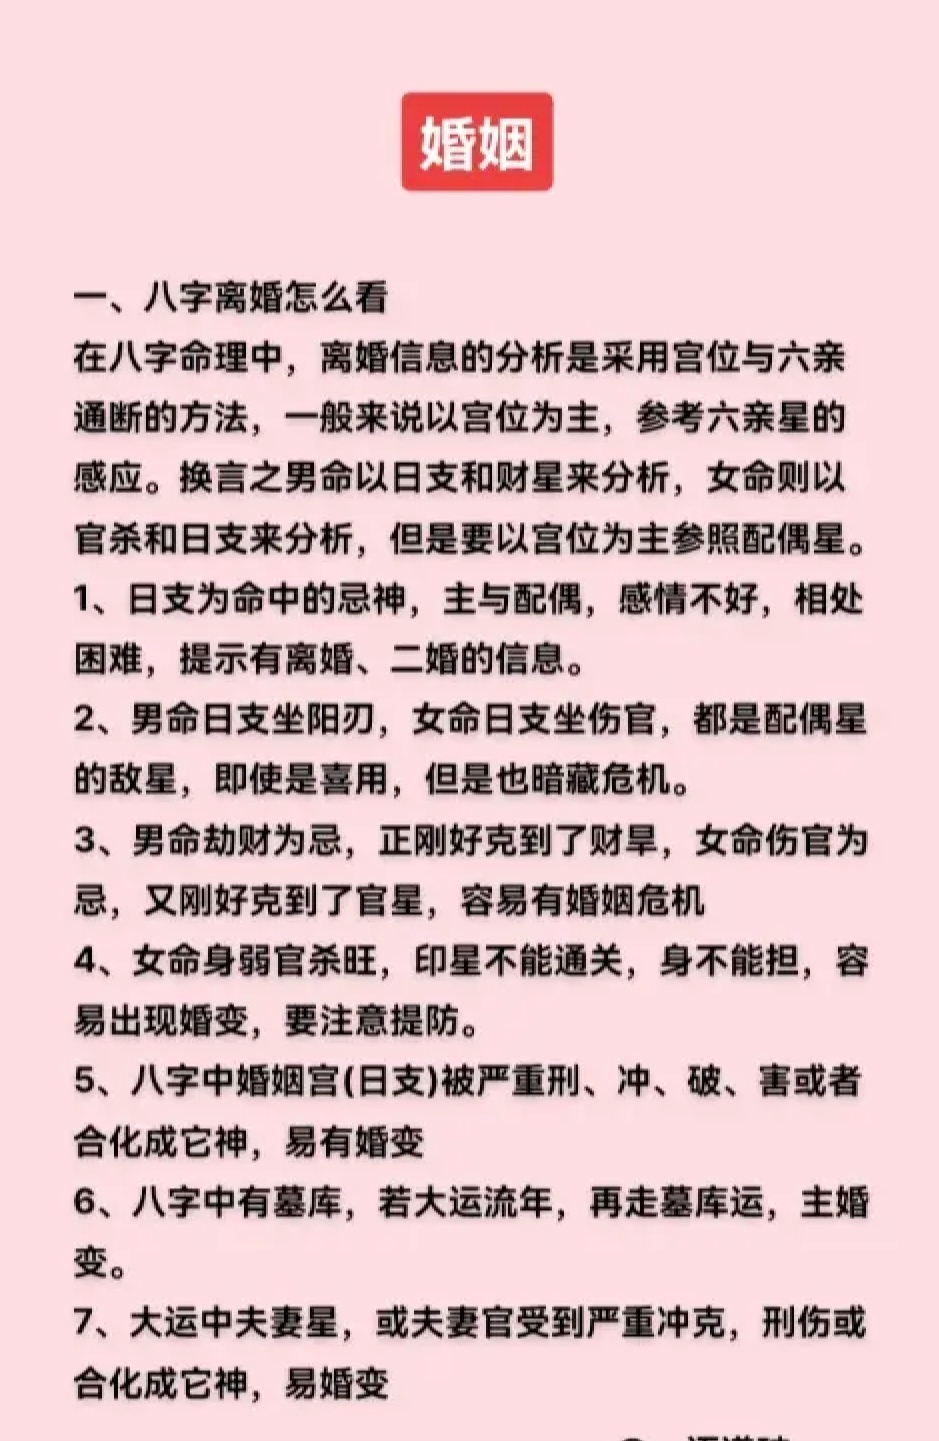 婚姻
一、八字离婚怎么看
在八字命理中，离婚信息的分析是采用宫位与六亲
通断的方法，一般来说以宫位为主，参考六亲星的
感应。换言之男命以日支和财星来分析，女命则以
官杀和日支来分析，但是要以宫位为主参照配偶星。
1、日支为命中的忌神，主与配偶，感情不好，相处
困难，提示有离婚、二婚的信息。
2、男命日支坐阳刃，女命日支坐伤官，都是配偶星
的敌星，即使是喜用，但是也暗藏危机。
3、男命劫财为忌，正刚好克到了财旱，女命伤官为
忌，又刚好克到了官星，容易有婚姻危机
4、女命身弱官杀旺，印星不能通关，身不能担，容
易出现婚变，要注意提防。
5、八字中婚姻宫(日支)被严重刑、冲、破、害或者
合化成它神，易有婚变
6、八字中有墓库，若大运流年，再走墓库运，主婚
变。
7、大运中夫妻星，或夫妻官受到严重冲克，刑伤或
合化成它神，易婚变